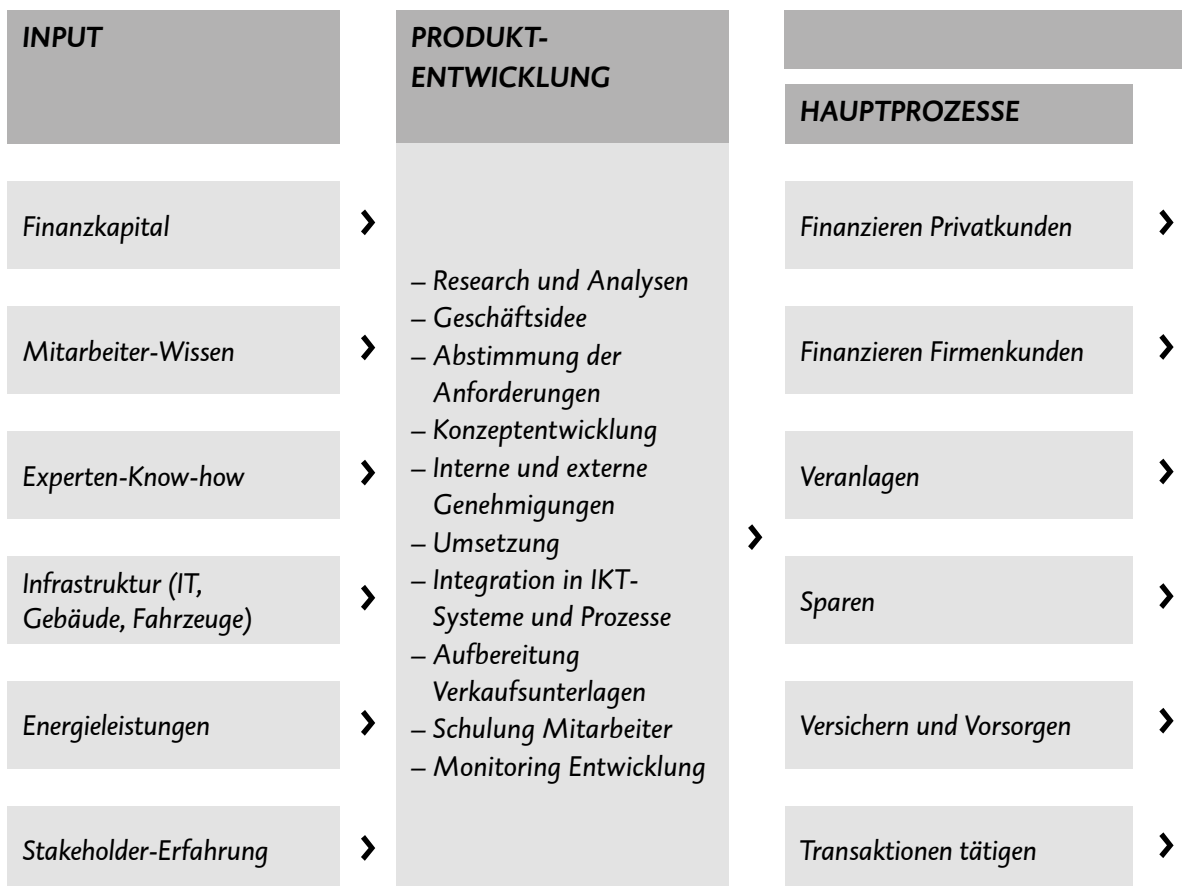 INPUT
Finanzkapital
Mitarbeiter-Wissen
Experten-Know-how
Infrastruktur (IT,
Gebäude, Fahrzeuge)
Energieleistungen
Stakeholder-Erfahrung
PRODUKT-
ENTWICKLUNG
– Research und Analysen
– Geschäftsidee
– Abstimmung der
Anforderungen
– Konzeptentwicklung
– Interne und externe
Genehmigungen
– Umsetzung
– Integration in IKT-
Systeme und Prozesse
– Aufbereitung
Verkaufsunterlagen
– Schulung Mitarbeiter
– Monitoring Entwicklung
HAUPTPROZESSE
Finanzieren Privatkunden
Finanzieren Firmenkunden
Veranlagen
Sparen
Versichern und Vorsorgen
Transaktionen tätigen